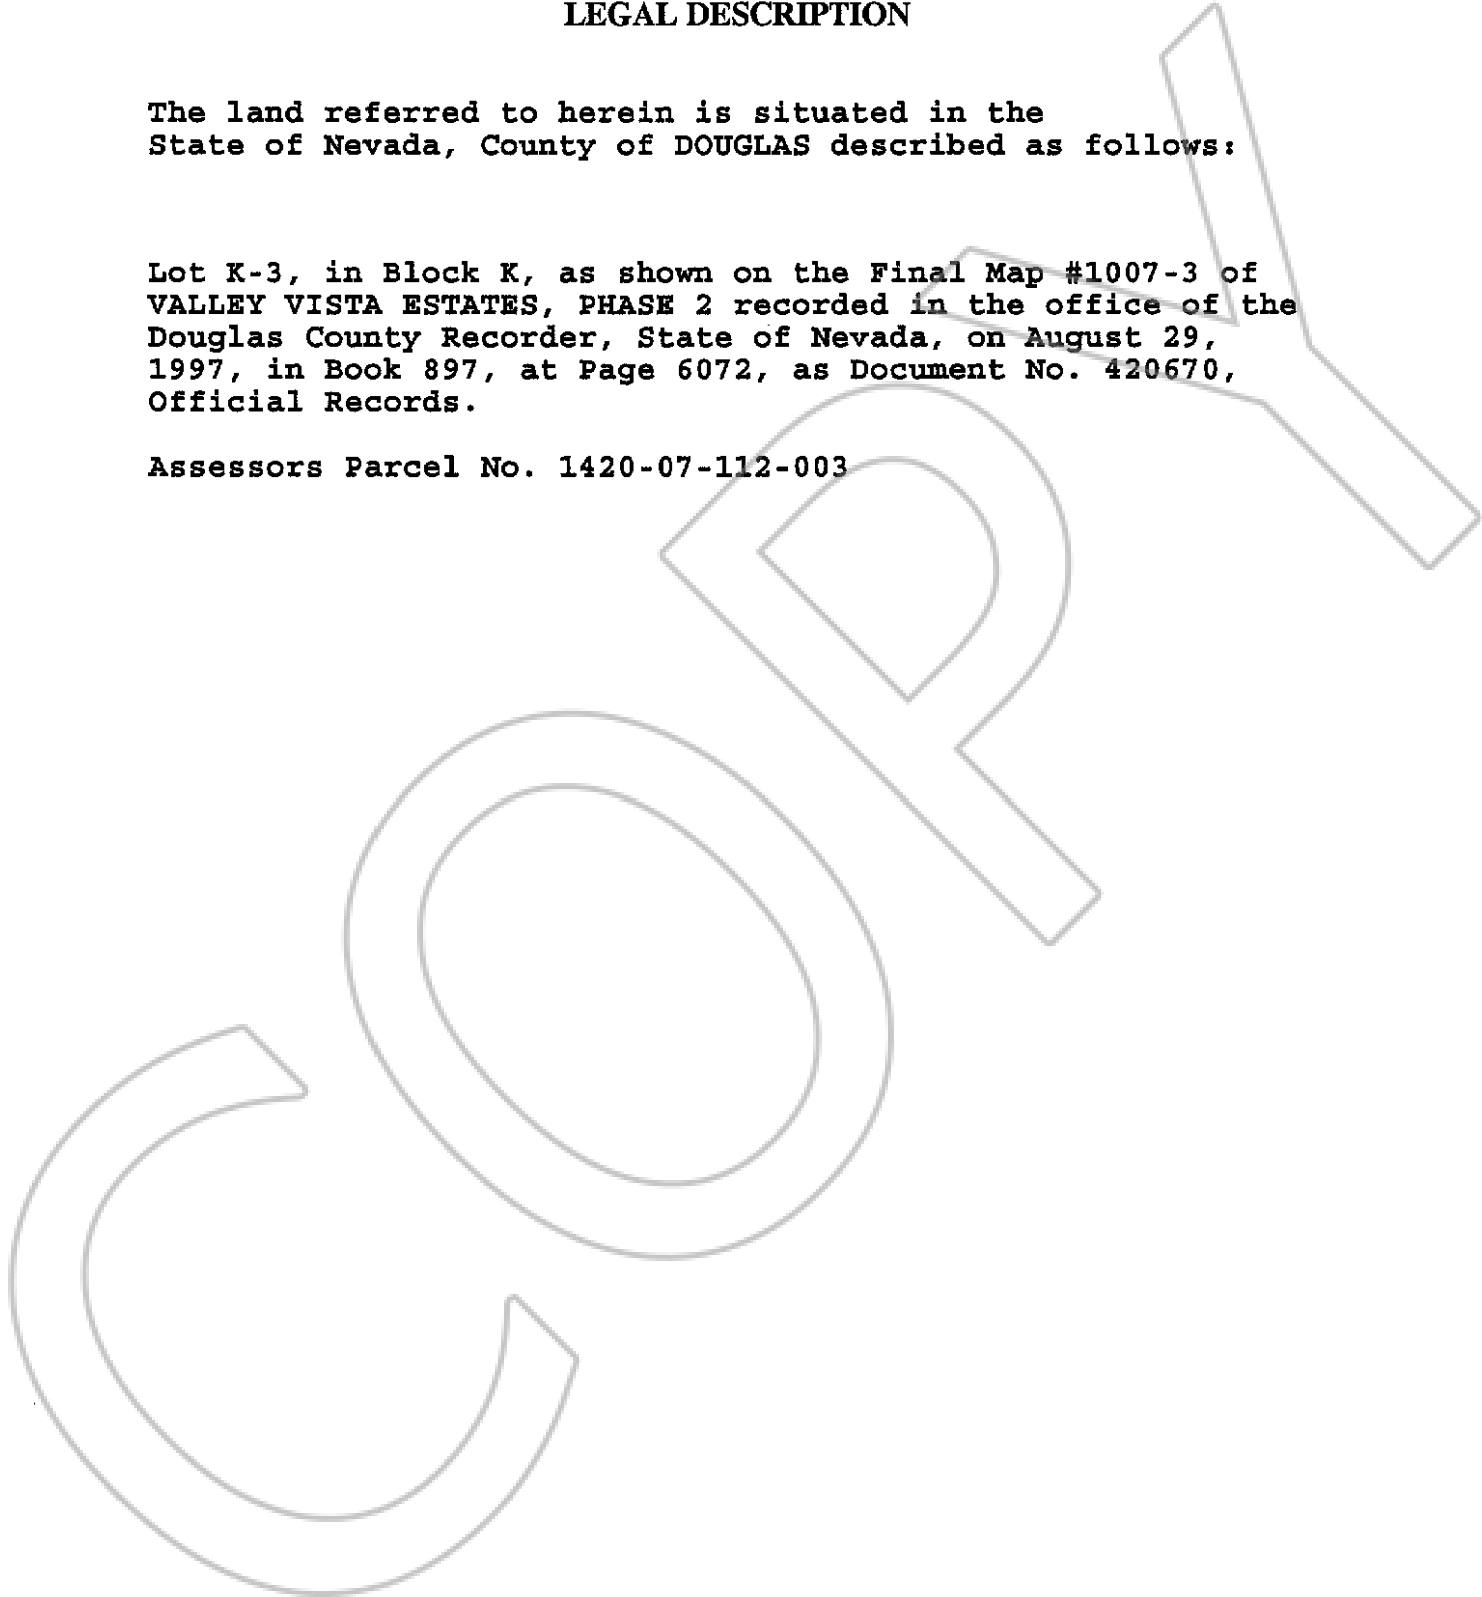 LEGAL DESCRIPTION
The land referred to herein is situated in the
State of Nevada, County of DOUGLAS described as follows:
Lot K-3, in Block K, as shown on the Final Map #1007-3 of
VALLEY VISTA ESTATES, PHASE 2 recorded in the office of the
Douglas County Recorder, State of Nevada, on August 29,
1997, in Book 897, at Page 6072, as Document No. 420670,
Official Records.
Assessors Parcel No. 1420-07-112-003
COPY